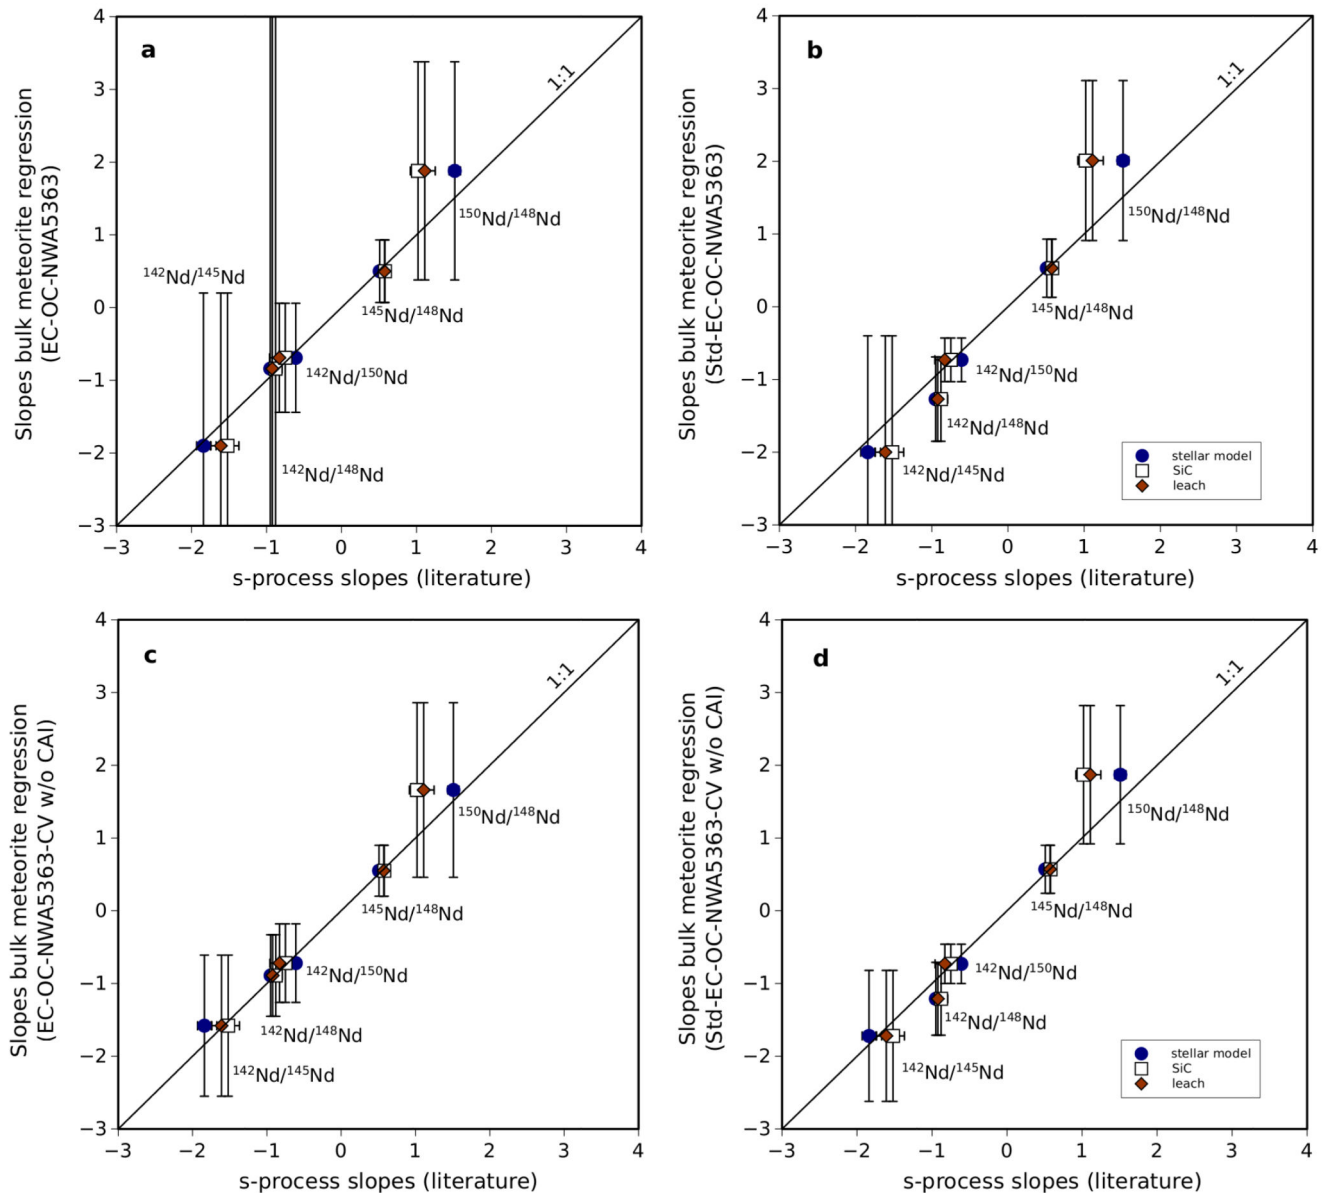 a
1:1
4
3
2
1
0
−1
−2
−3
Slopes bulk meteorite regression
(EC-OC-NWA5363)
¹⁵⁰Nd/¹⁴⁸Nd
¹⁴²Nd/¹⁴⁵Nd
¹⁴⁵Nd/¹⁴⁸Nd
¹⁴²Nd/¹⁵⁰Nd
¹⁴²Nd/¹⁴⁸Nd
−3 −2 −1 0 1 2 3 4
s-process slopes (literature)
b
1:1
4
3
2
1
0
−1
−2
−3
Slopes bulk meteorite regression
(Std-EC-OC-NWA5363)
¹⁵⁰Nd/¹⁴⁸Nd
¹⁴⁵Nd/¹⁴⁸Nd
¹⁴²Nd/¹⁵⁰Nd
¹⁴²Nd/¹⁴⁸Nd
¹⁴²Nd/¹⁴⁵Nd
stellar model
SiC
leach
−3 −2 −1 0 1 2 3 4
s-process slopes (literature)
c
1:1
4
3
2
1
0
−1
−2
−3
Slopes bulk meteorite regression
(EC-OC-NWA5363-CV w/o CAI)
¹⁵⁰Nd/¹⁴⁸Nd
¹⁴⁵Nd/¹⁴⁸Nd
¹⁴²Nd/¹⁵⁰Nd
¹⁴²Nd/¹⁴⁸Nd
¹⁴²Nd/¹⁴⁵Nd
−3 −2 −1 0 1 2 3 4
s-process slopes (literature)
d
1:1
4
3
2
1
0
−1
−2
−3
Slopes bulk meteorite regression
(Std-EC-OC-NWA5363-CV w/o CAI)
¹⁵⁰Nd/¹⁴⁸Nd
¹⁴⁵Nd/¹⁴⁸Nd
¹⁴²Nd/¹⁵⁰Nd
¹⁴²Nd/¹⁴⁸Nd
¹⁴²Nd/¹⁴⁵Nd
stellar model
SiC
leach
−3 −2 −1 0 1 2 3 4
s-process slopes (literature)